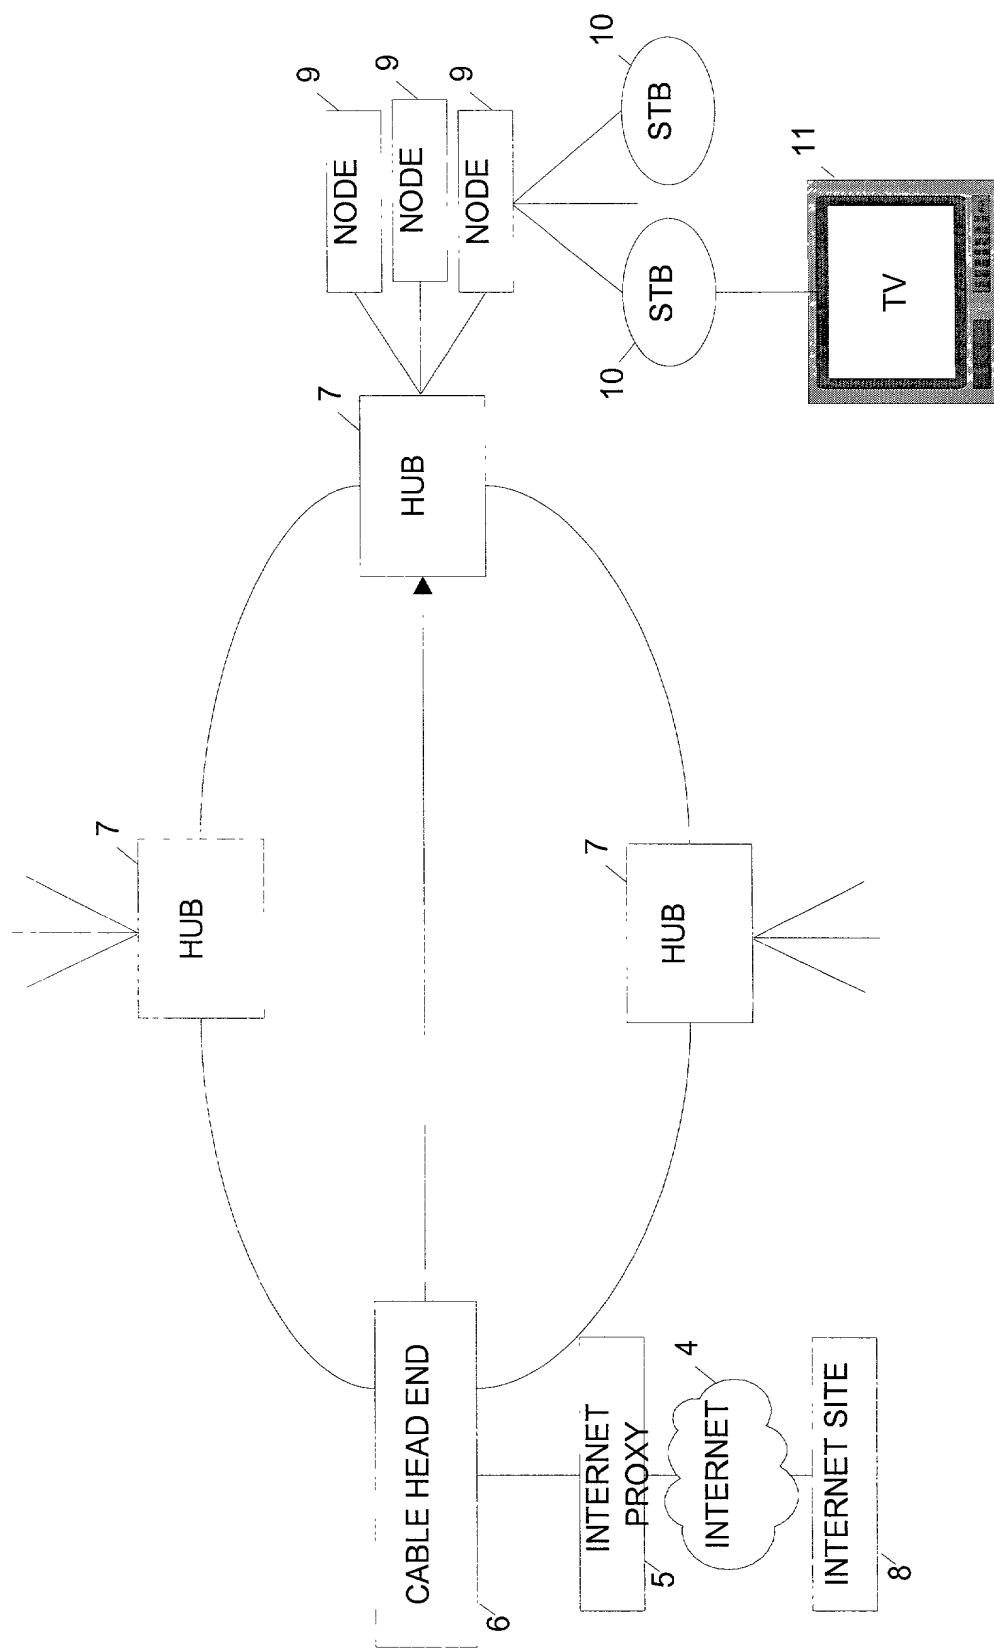 7
HUB
9
NODE
9
NODE
9
NODE
7
HUB
CABLE HEAD END
6
10
STB
10
STB
7
HUB
INTERNET
PROXY
5
4
INTERNET
11
TV
INTERNET SITE
8